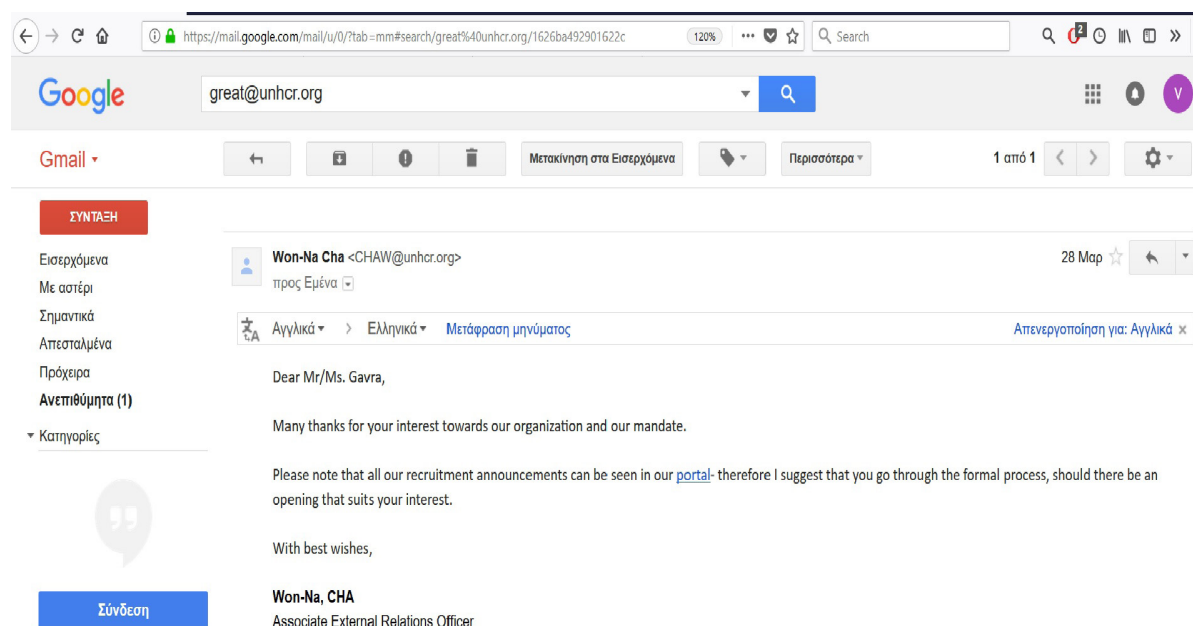 https://mail.google.com/mail/u/0/?tab=mm#search/great%40unhcr.org/1626ba492901622c
120%
Search
2
Google
great@unhcr.org
V
Gmail
Μετακίνηση στα Εισερχόμενα
Περισσότερα
1 από 1
ΣΥΝΤΑΞΗ
Εισερχόμενα
Με αστέρι
Σημαντικά
Απεσταλμένα
Πρόχειρα
Ανεπιθύμητα (1)
Κατηγορίες
Σύνδεση
Won-Na Cha <CHAW@unhcr.org>
28 Μαρ
προς Εμένα
Αγγλικά > Ελληνικά Μετάφραση μηνύματος
Απενεργοποίηση για: Αγγλικά ×
Dear Mr/Ms. Gavra,
Many thanks for your interest towards our organization and our mandate.
Please note that all our recruitment announcements can be seen in our portal- therefore I suggest that you go through the formal process, should there be an
opening that suits your interest.
With best wishes,
Won-Na, CHA
Associate External Relations Officer